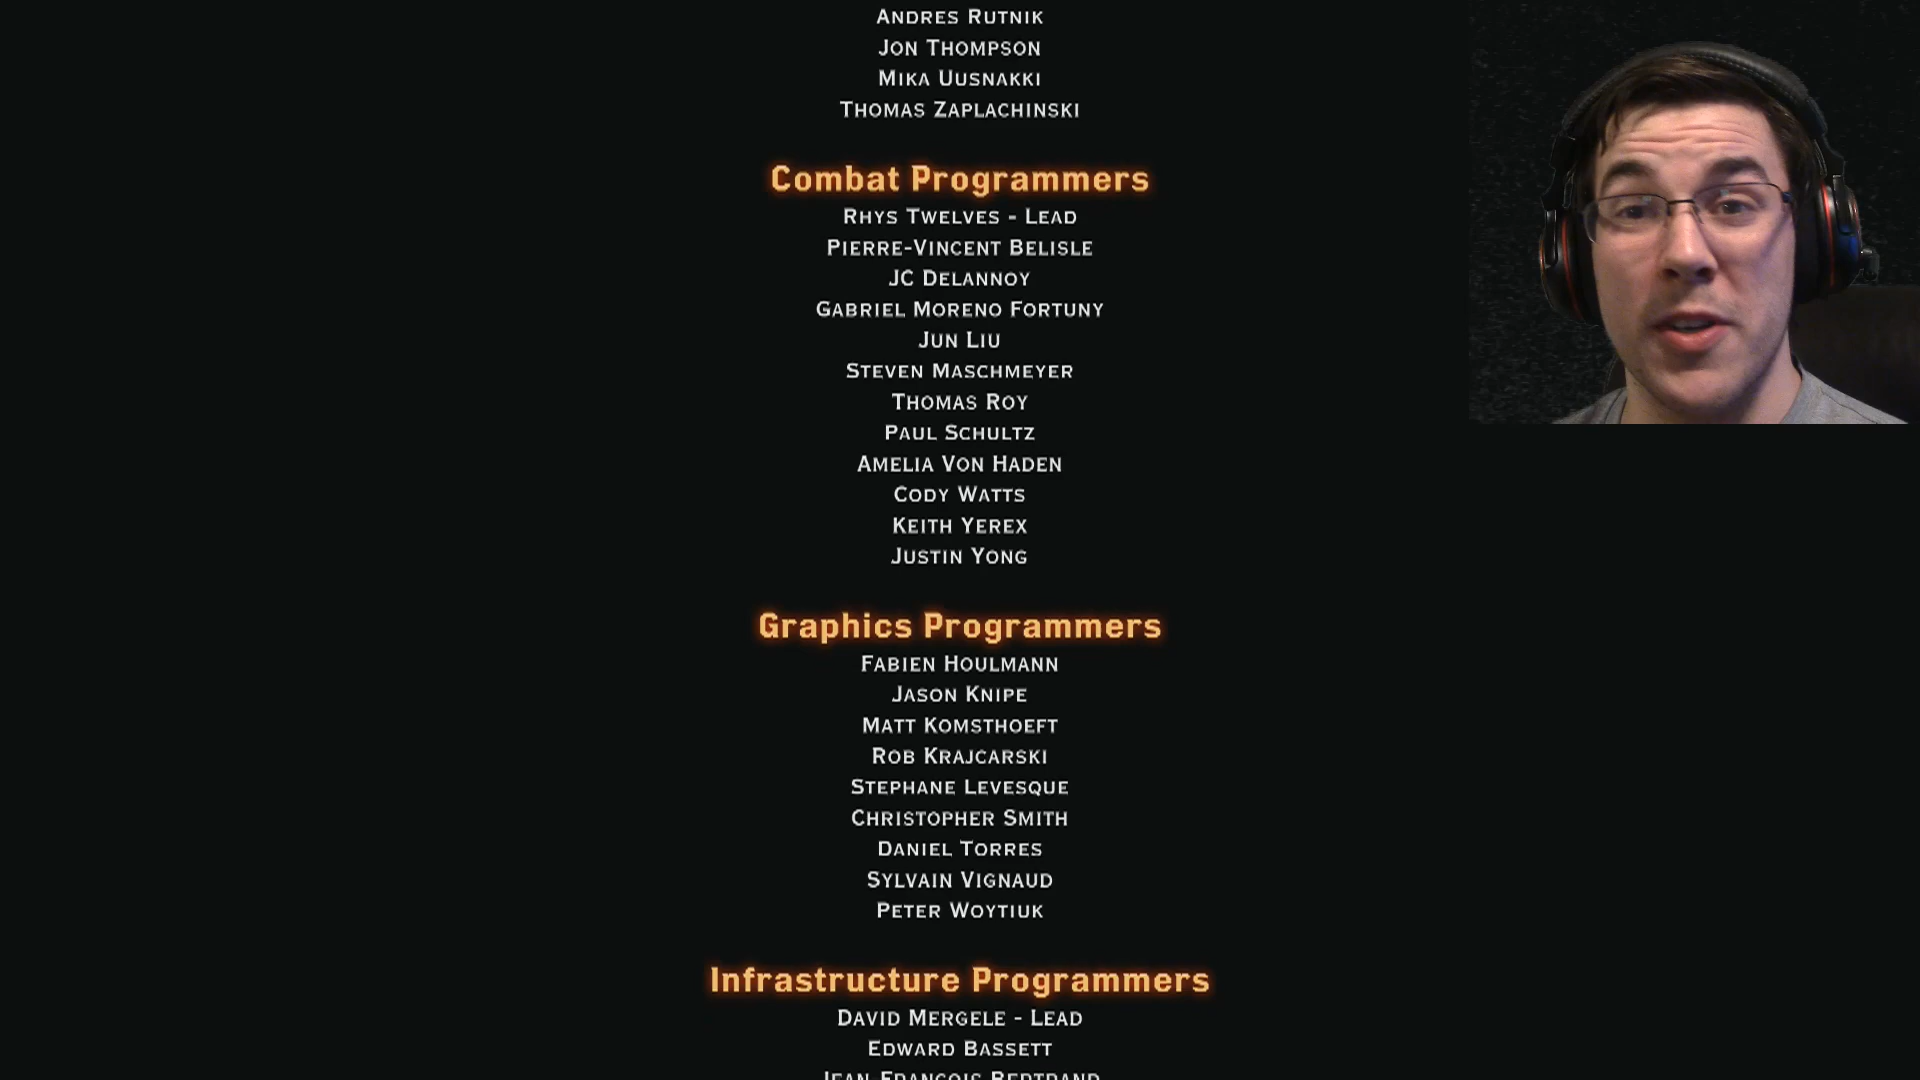 Andres Rutnik
Jon Thompson
Mika Uusnakki
Thomas Zaplachinski
Combat Programmers
Rhys Twelves - Lead
Pierre-Vincent Belisle
JC Delannoy
Gabriel Moreno Fortuny
Jun Liu
Steven Maschmeyer
Thomas Roy
Paul Schultz
Amelia Von Haden
Cody Watts
Keith Yerex
Justin Yong
Graphics Programmers
Fabien Houlmann
Jason Knipe
Matt Komsthoeft
Rob Krajcarski
Stephane Levesque
Christopher Smith
Daniel Torres
Sylvain Vignaud
Peter Woytiuk
Infrastructure Programmers
David Mergele - Lead
Edward Bassett
Jean-Francois Bertrand